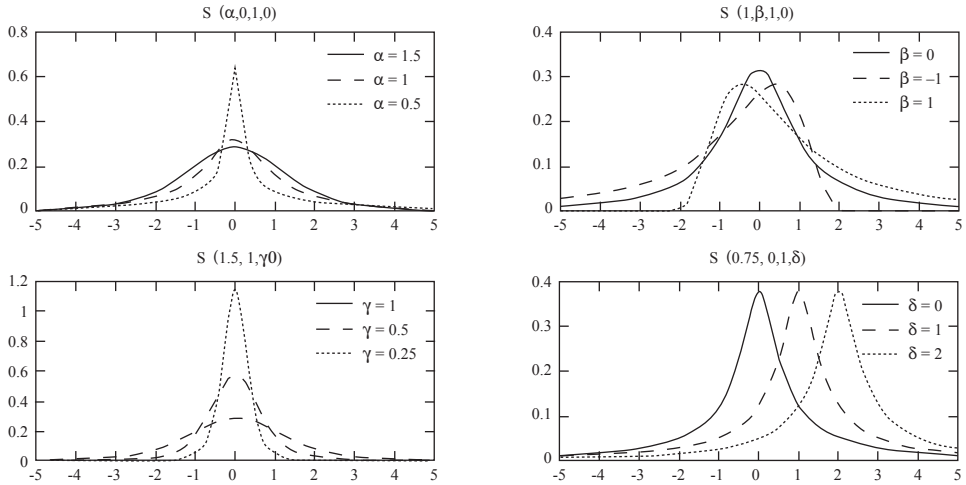 S (α,0,1,0)
0.8
0.6
0.4
0.2
0
-5 -4 -3 -2 -1 0 1 2 3 4 5
α = 1.5
α = 1
α = 0.5
S (1,β,1,0)
0.4
0.3
0.2
0.1
0.0
-5 -4 -3 -2 -1 0 1 2 3 4 5
β = 0
β = –1
β = 1
S (1.5, 1,γ0)
1.2
1
0.8
0.6
0.4
0.2
0
-5 -4 -3 -2 -1 0 1 2 3 4 5
γ = 1
γ = 0.5
γ = 0.25
S (0.75, 0,1,δ)
0.4
0.3
0.2
0.1
0.0
-5 -4 -3 -2 -1 0 1 2 3 4 5
δ = 0
δ = 1
δ = 2